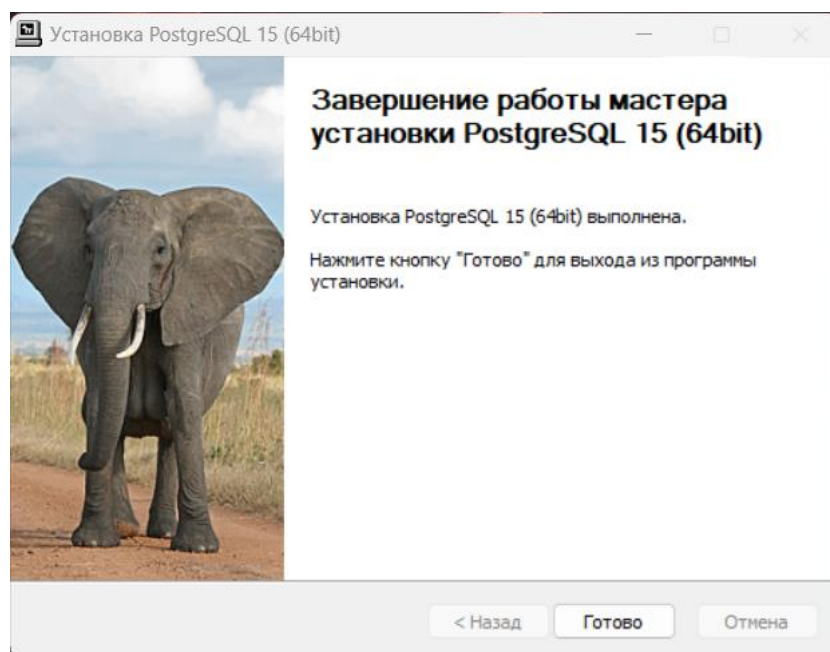 Установка PostgreSQL 15 (64bit)
Завершение работы мастера
установки PostgreSQL 15 (64bit)
Установка PostgreSQL 15 (64bit) выполнена.
Нажмите кнопку "Готово" для выхода из программы
установки.
< Назад Готово Отмена